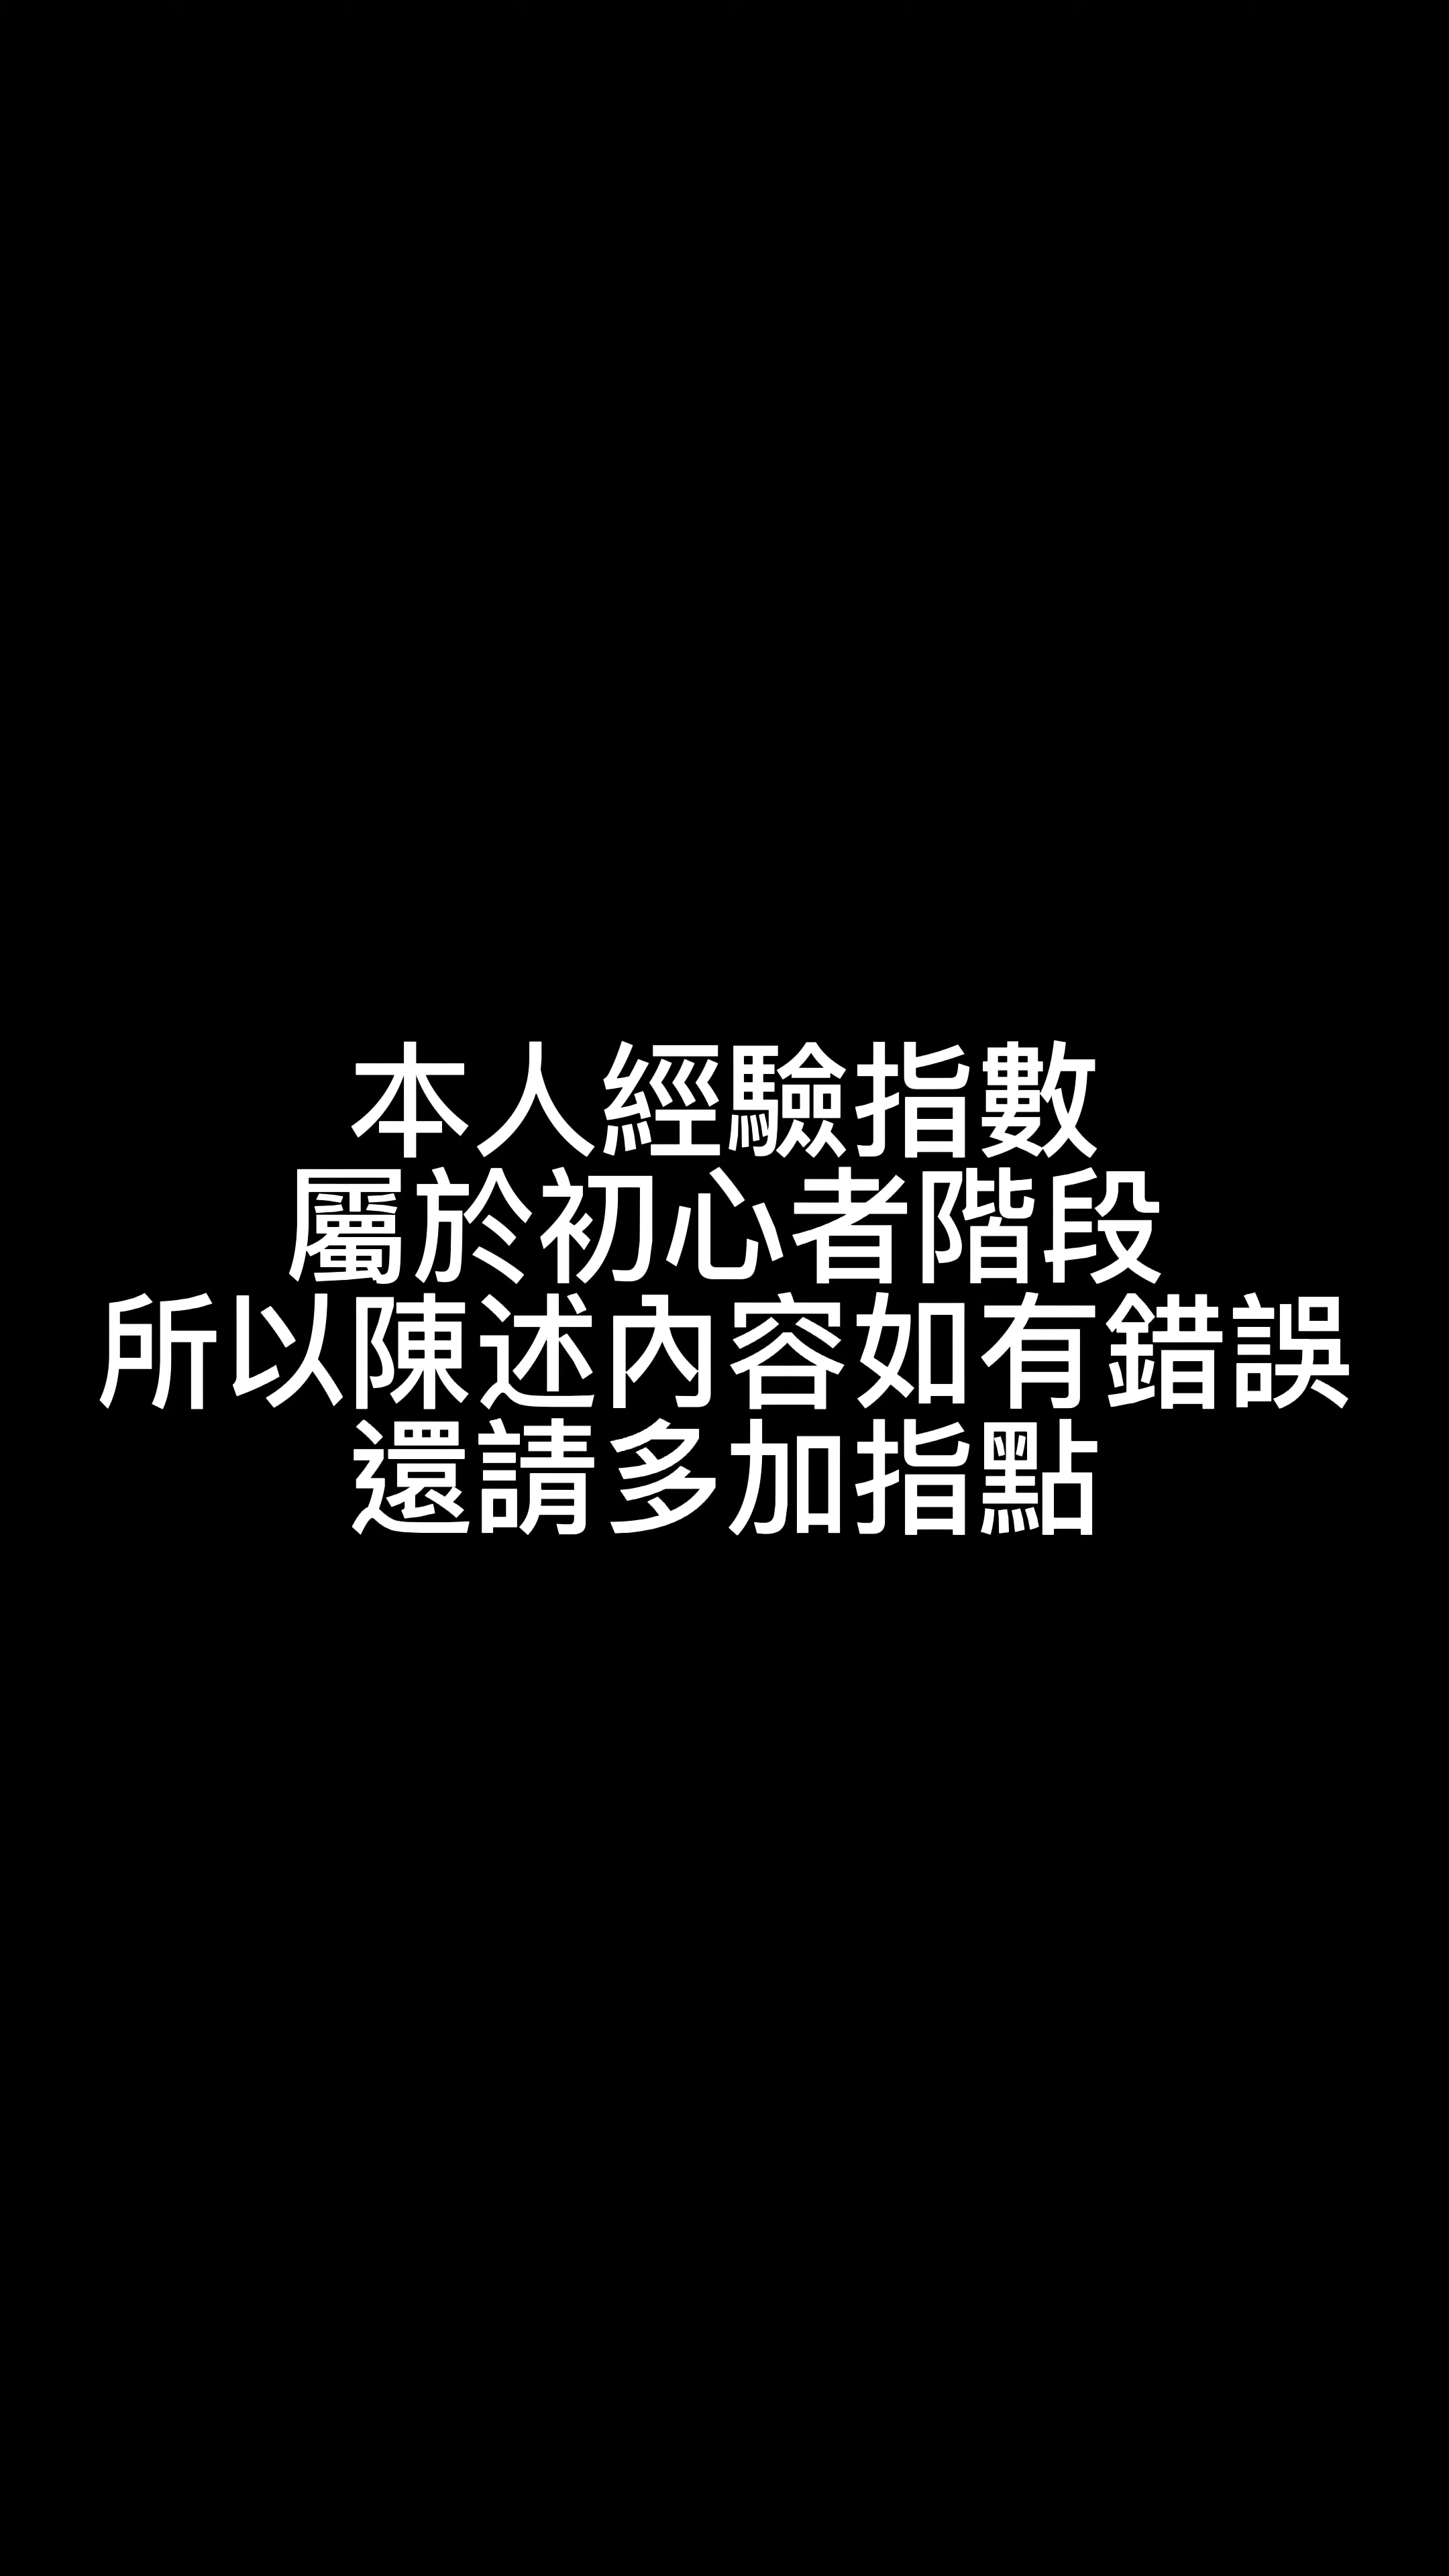 本人經驗指數
屬於初心者階段
所以陳述內容如有錯誤
還請多加指點